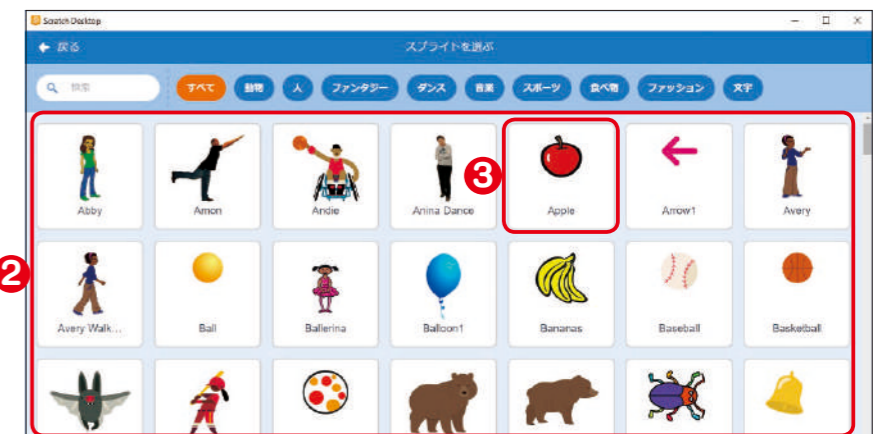 Scratch Desktop
戻る
スプライトを選ぶ
検索
すべて 動物 人 ファンタジー ダンス 音楽 スポーツ 食べ物 ファッション 文字
3
Abby Amon Andie Anina Dance Apple Arrow1 Avery
2
Avery Walk... Ball Ballerina Balloon1 Bananas Baseball Basketball